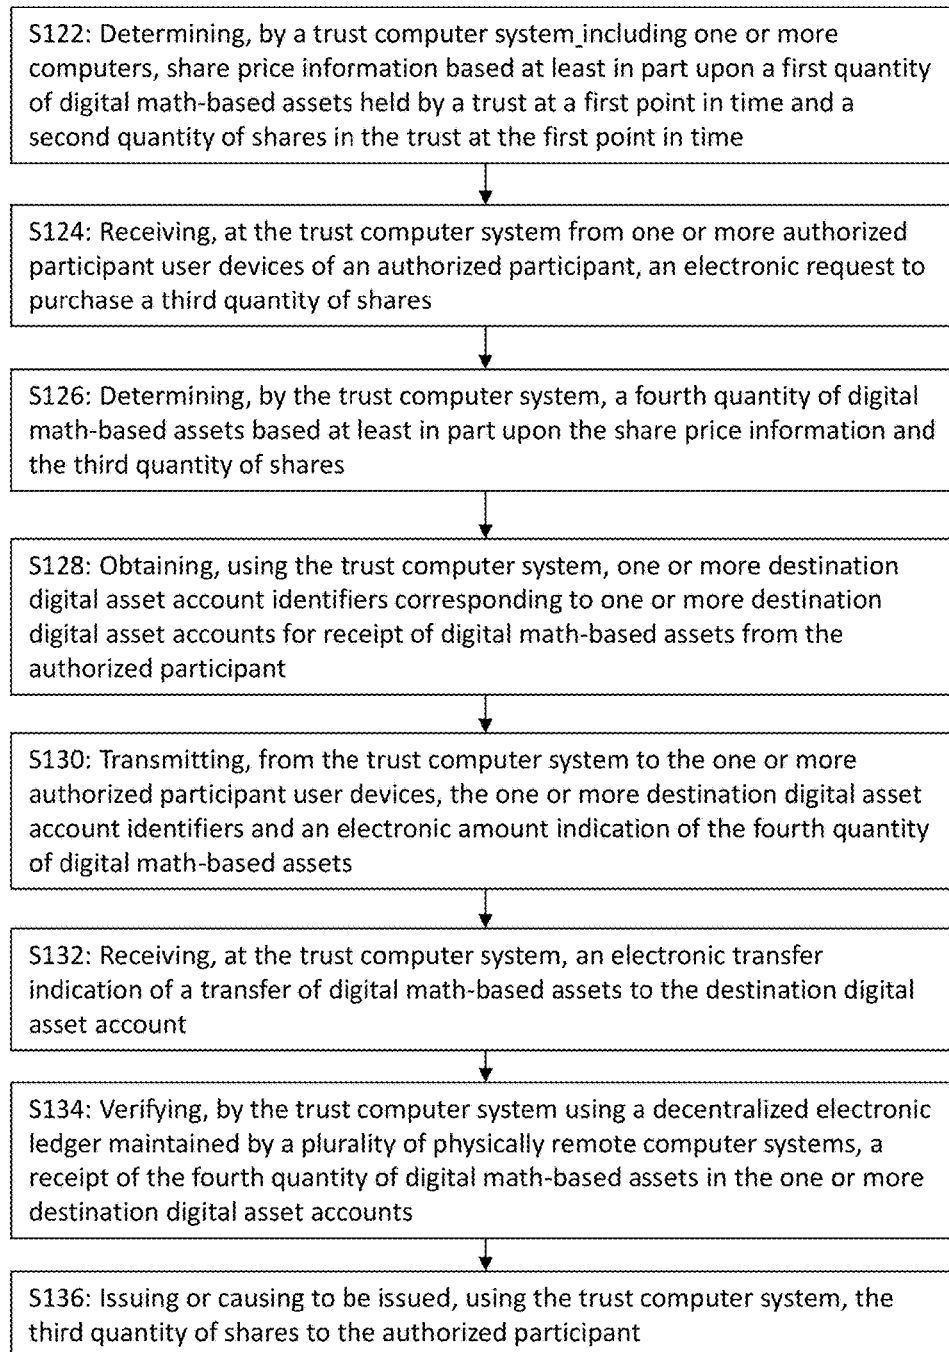 S122: Determining, by a trust computer system including one or more
computers, share price information based at least in part upon a first quantity
of digital math-based assets held by a trust at a first point in time and a
second quantity of shares in the trust at the first point in time
S124: Receiving, at the trust computer system from one or more authorized
participant user devices of an authorized participant, an electronic request to
purchase a third quantity of shares
S126: Determining, by the trust computer system, a fourth quantity of digital
math-based assets based at least in part upon the share price information and
the third quantity of shares
S128: Obtaining, using the trust computer system, one or more destination
digital asset account identifiers corresponding to one or more destination
digital asset accounts for receipt of digital math-based assets from the
authorized participant
S130: Transmitting, from the trust computer system to the one or more
authorized participant user devices, the one or more destination digital asset
account identifiers and an electronic amount indication of the fourth quantity
of digital math-based assets
S132: Receiving, at the trust computer system, an electronic transfer
indication of a transfer of digital math-based assets to the destination digital
asset account
S134: Verifying, by the trust computer system using a decentralized electronic
ledger maintained by a plurality of physically remote computer systems, a
receipt of the fourth quantity of digital math-based assets in the one or more
destination digital asset accounts
S136: Issuing or causing to be issued, using the trust computer system, the
third quantity of shares to the authorized participant